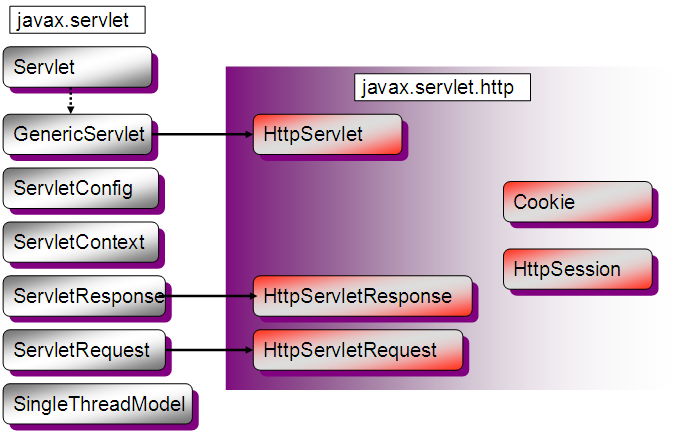 javax.servlet
Servlet
GenericServlet
ServletConfig
ServletContext
ServletResponse
ServletRequest
SingleThreadModel
javax.servlet.http
HttpServlet
HttpServletResponse
HttpServletRequest
Cookie
HttpSession